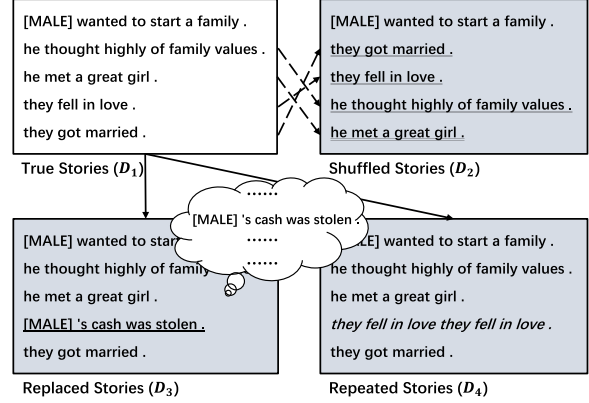 [MALE] wanted to start a family .
he thought highly of family values .
he met a great girl .
they fell in love .
they got married .
True Stories (D1)
[MALE] wanted to start a family .
they got married .
they fell in love .
he thought highly of family values .
he met a great girl .
Shuffled Stories (D2)
......
[MALE] 's cash was stolen .
......
......
[MALE] wanted to star
he thought highly of family
he met a great girl .
[MALE] 's cash was stolen .
they got married .
Replaced Stories (D3)
LE] wanted to start a family .
he thought highly of family values .
he met a great girl .
they fell in love they fell in love .
they got married .
Repeated Stories (D4)